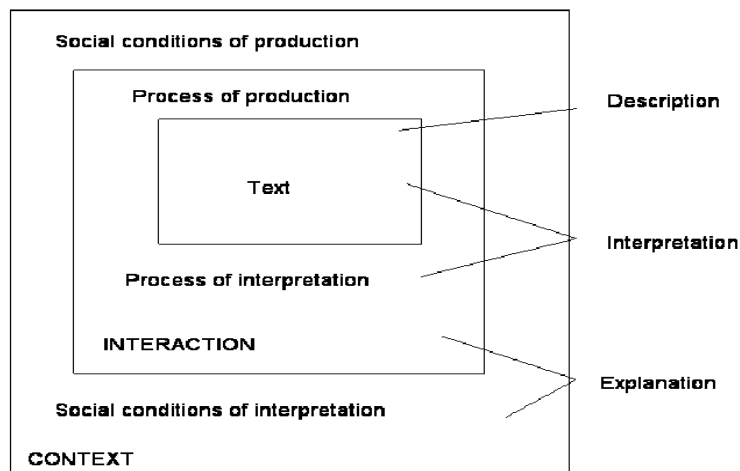 Social conditions of production
Process of production
Description
Text
Interpretation
Process of interpretation
INTERACTION
Explanation
Social conditions of interpretation
CONTEXT